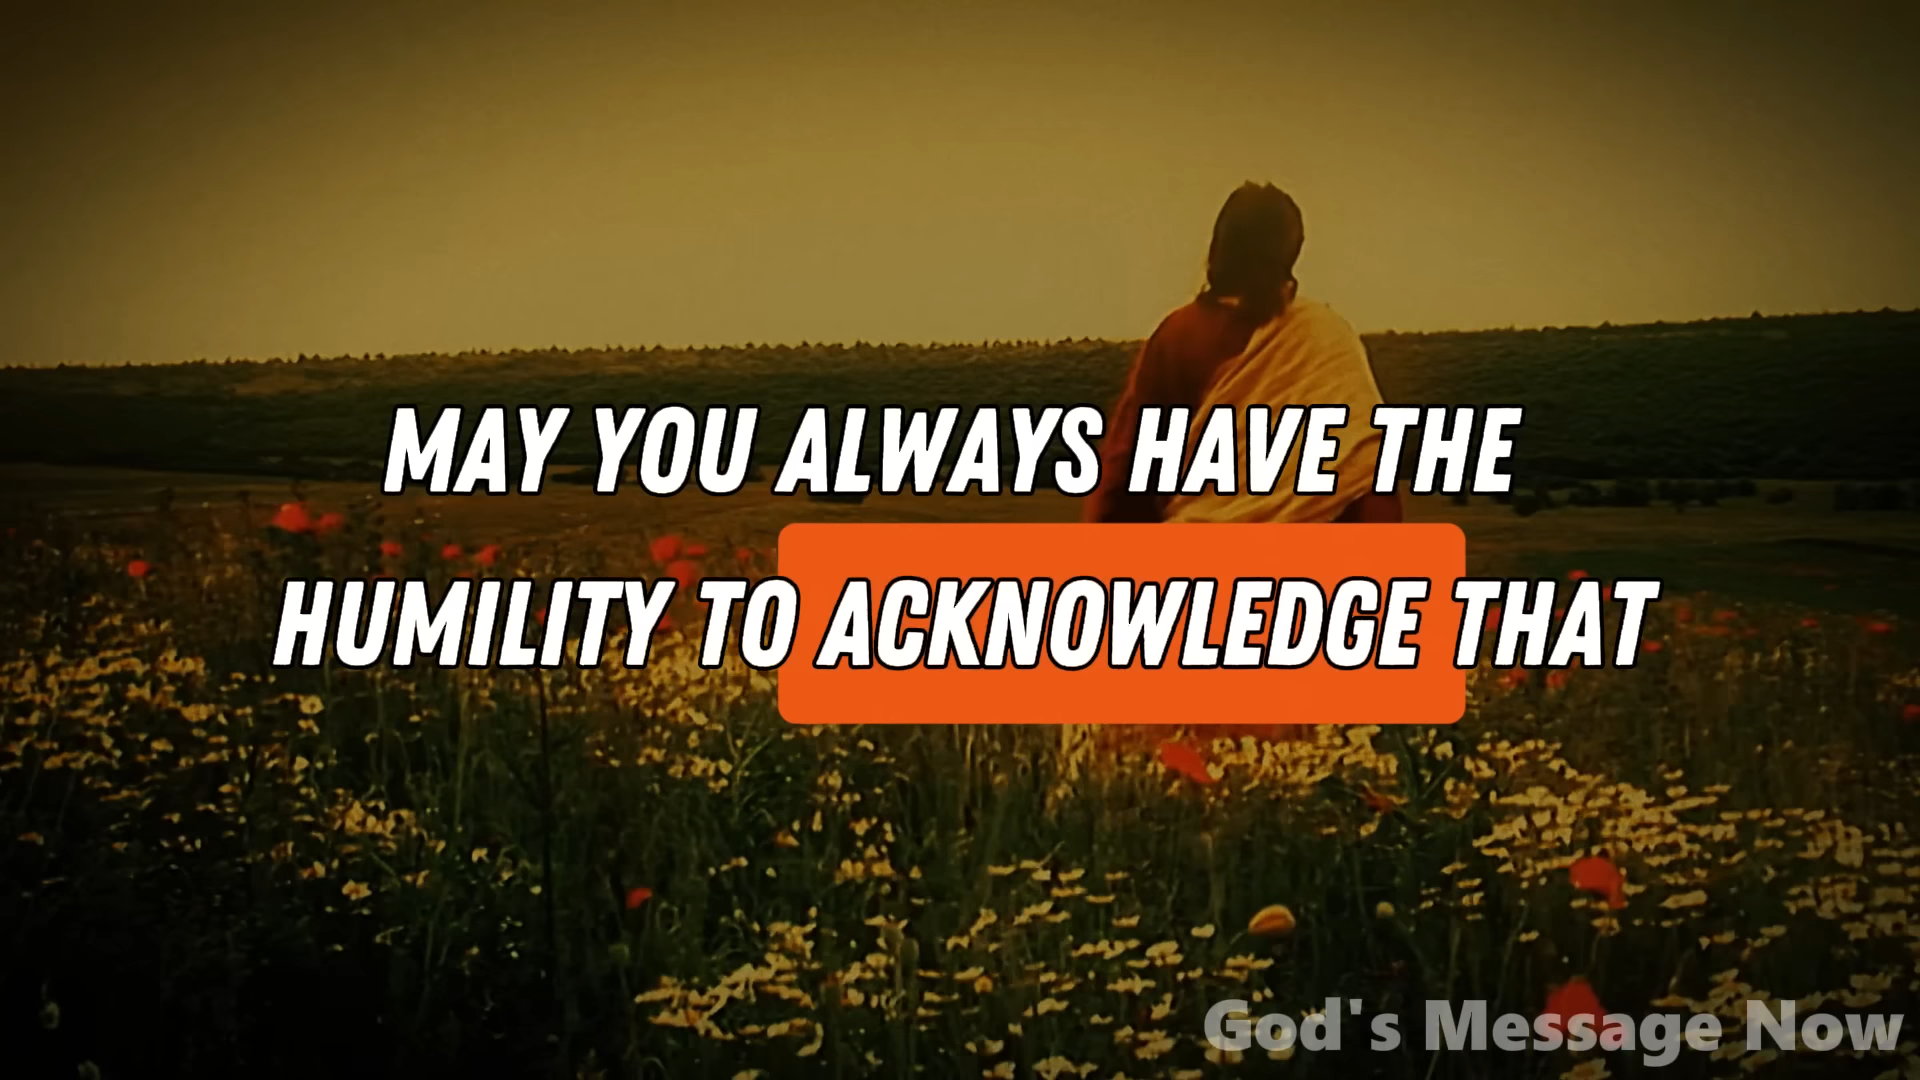 MAY YOU ALWAYS HAVE THE
HUMILITY TO ACKNOWLEDGE THAT
God's Message Now